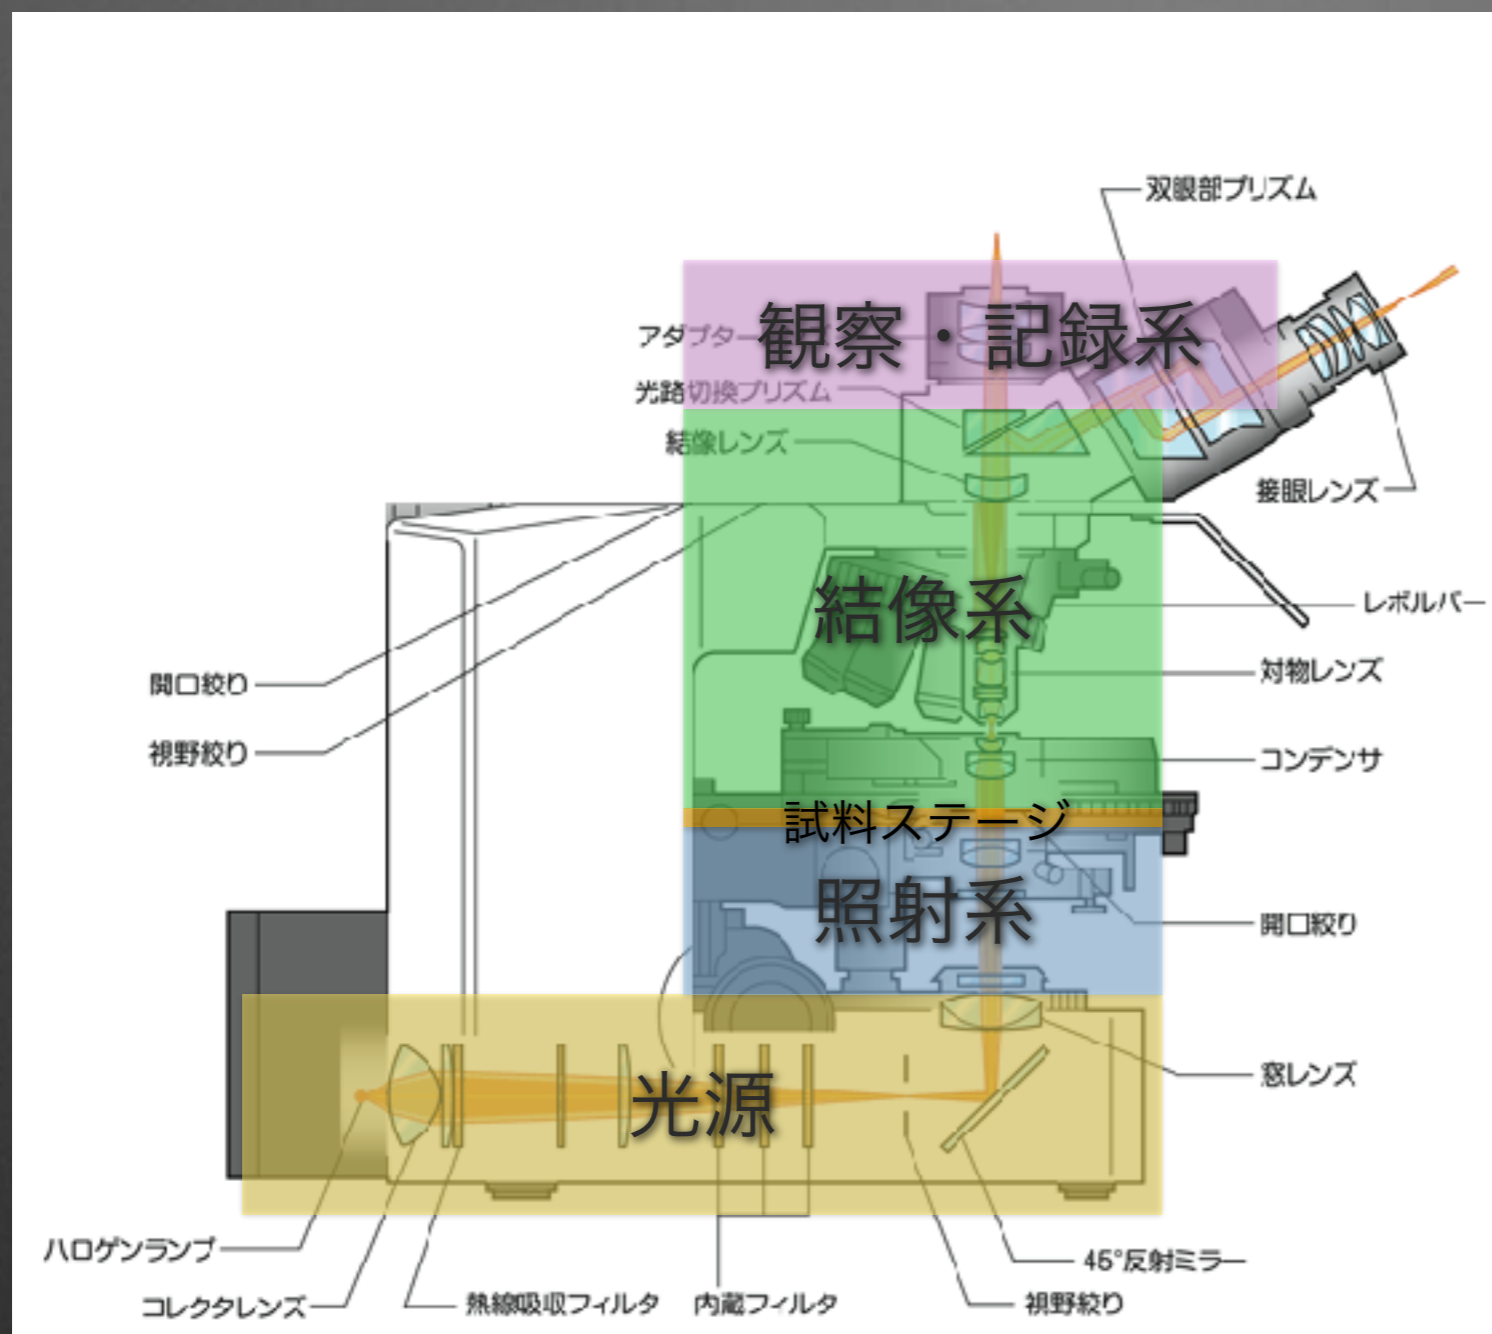 双眼部プリズム
観察・記録系
アダプター
光路切換プリズム
結像レンズ
接眼レンズ
結像系
レボルバー
開口絞り
対物レンズ
視野絞り
コンデンサ
試料ステージ
照射系
開口絞り
光源
窓レンズ
ハロゲンランプ
45°反射ミラー
コレクタレンズ
熱線吸収フィルタ
内蔵フィルタ
視野絞り